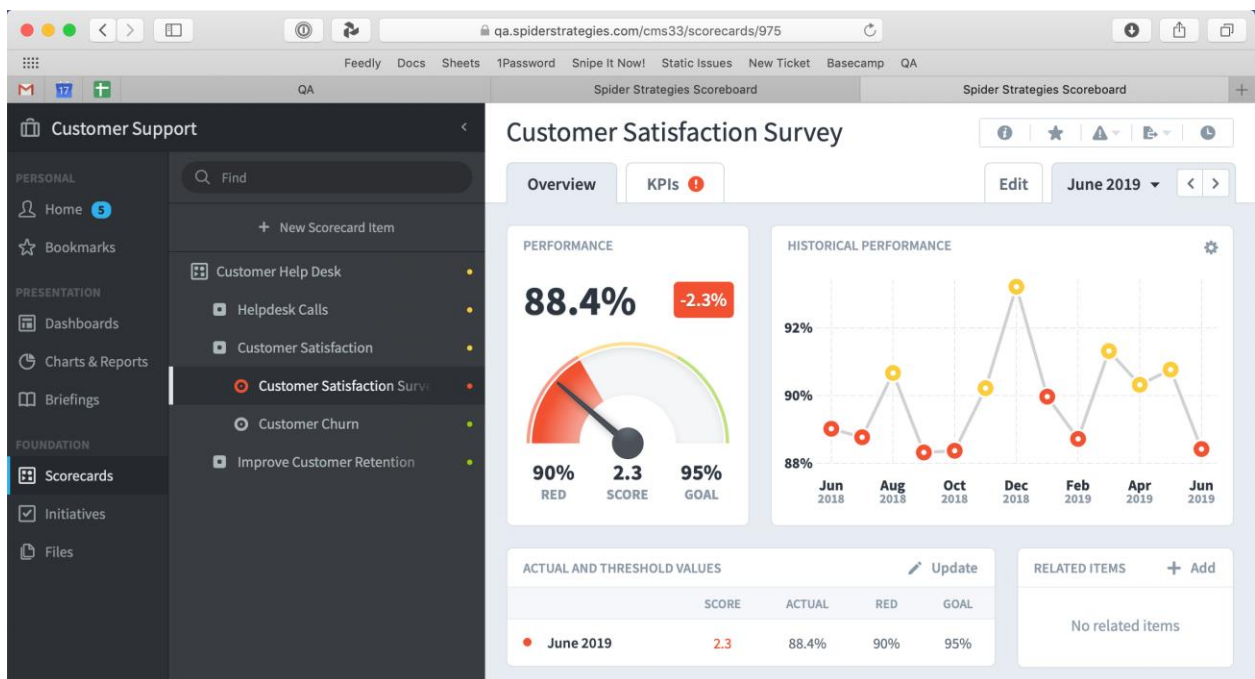 qa.spiderstrategies.com/cms33/scorecards/975
Feedly Docs Sheets 1Password Snipe It Now! Static Issues New Ticket Basecamp QA
17 QA Spider Strategies Scoreboard Spider Strategies Scoreboard
Customer Support
PERSONAL
Home 5
Bookmarks
PRESENTATION
Dashboards
Charts & Reports
Briefings
FOUNDATION
Scorecards
Initiatives
Files
Find
+ New Scorecard Item
Customer Help Desk
Helpdesk Calls
Customer Satisfaction
Customer Satisfaction Surve
Customer Churn
Improve Customer Retention
Customer Satisfaction Survey
Overview KPIs Edit June 2019
PERFORMANCE
88.4% -2.3%
90% 2.3 95%
RED SCORE GOAL
HISTORICAL PERFORMANCE
92%
90%
88%
Jun Aug Oct Dec Feb Apr Jun
2018 2018 2018 2018 2019 2019 2019
ACTUAL AND THRESHOLD VALUES Update
SCORE ACTUAL RED GOAL
June 2019 2.3 88.4% 90% 95%
RELATED ITEMS + Add
No related items